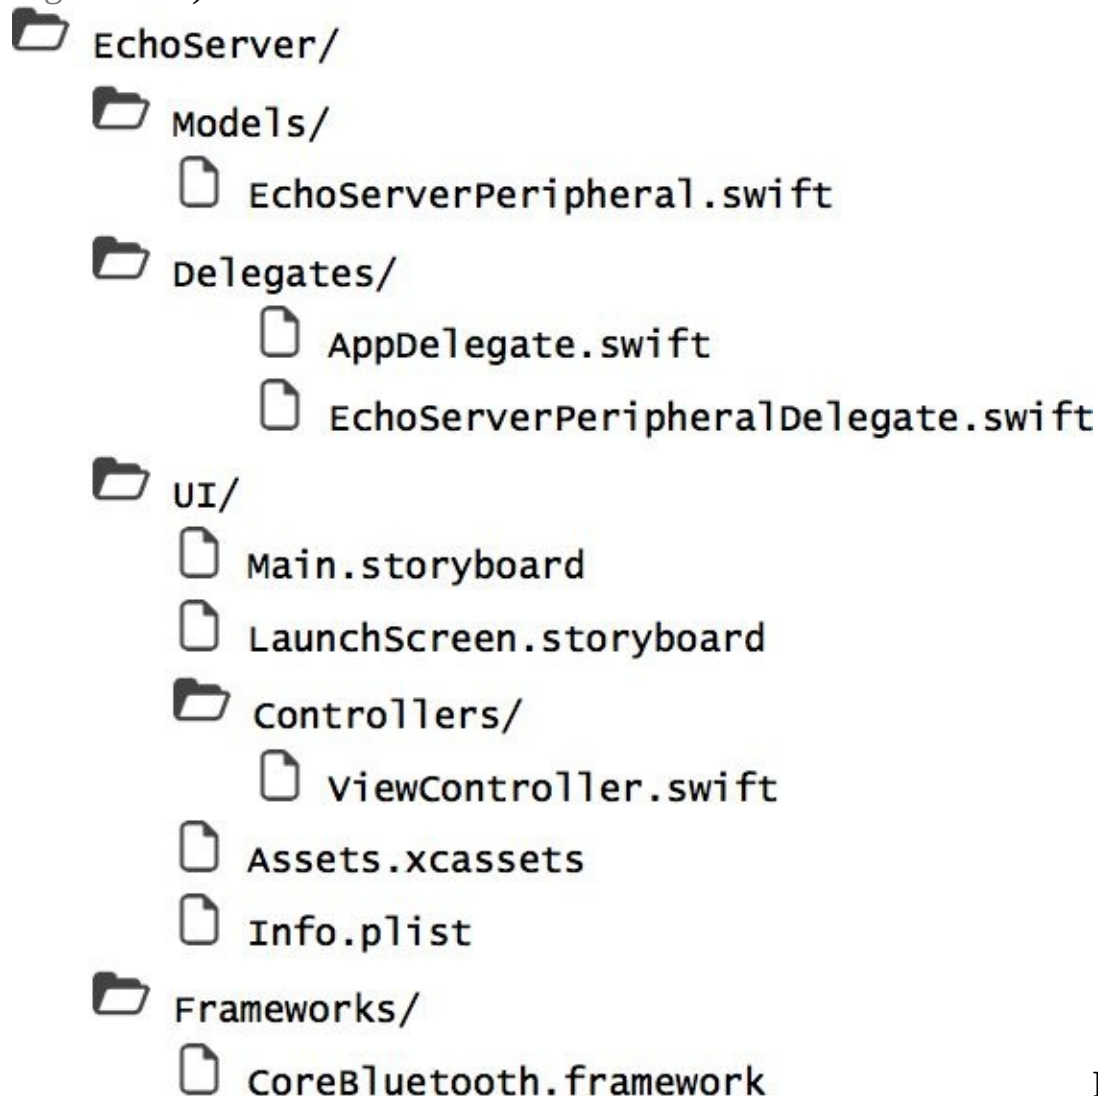 EchoServer/
Models/
EchoServerPeripheral.swift
Delegates/
AppDelegate.swift
EchoServerPeripheralDelegate.swift
UI/
Main.storyboard
LaunchScreen.storyboard
Controllers/
ViewController.swift
Assets.xcassets
Info.plist
Frameworks/
CoreBluetooth.framework